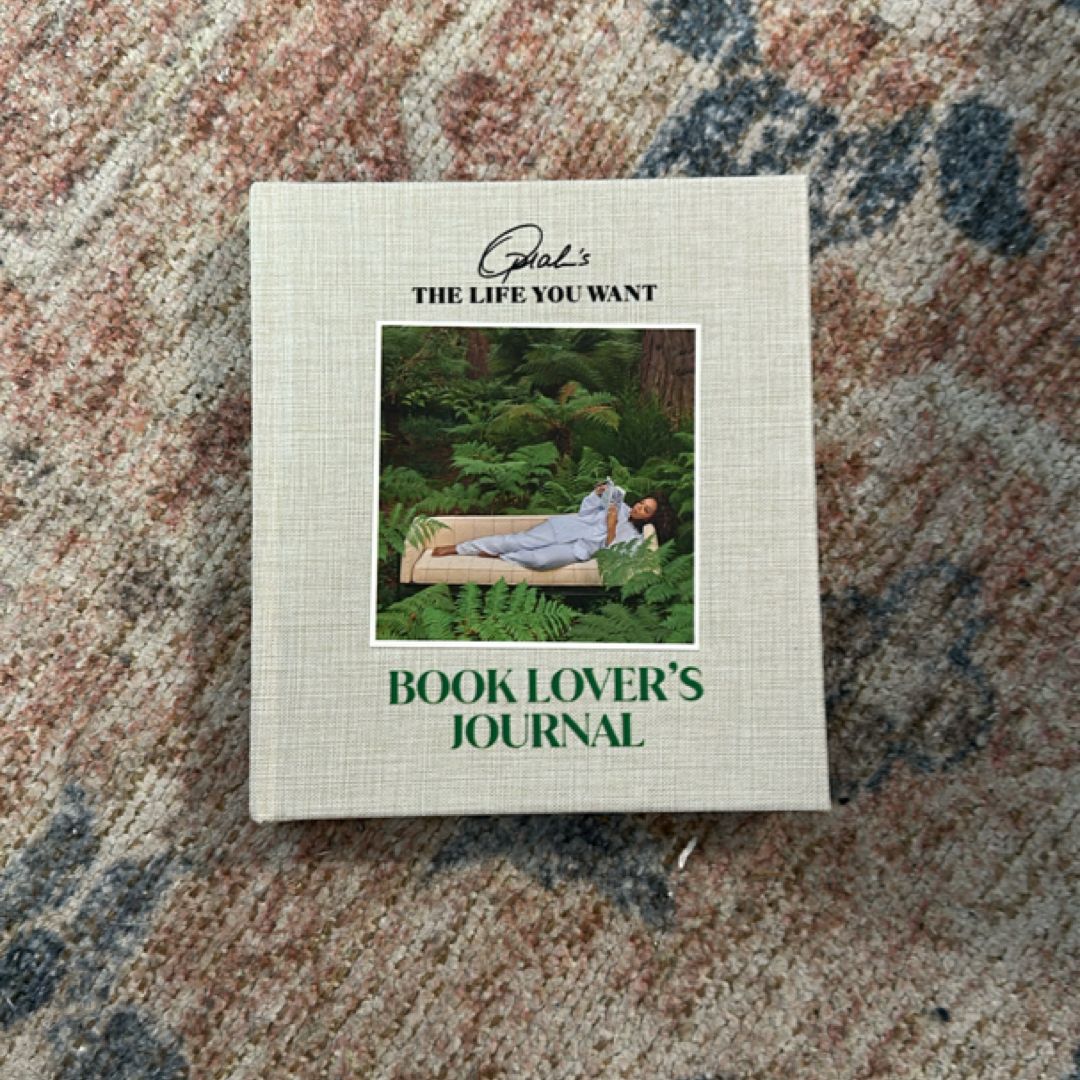 Oprah's
THE LIFE YOU WANT
BOOK LOVER'S
JOURNAL